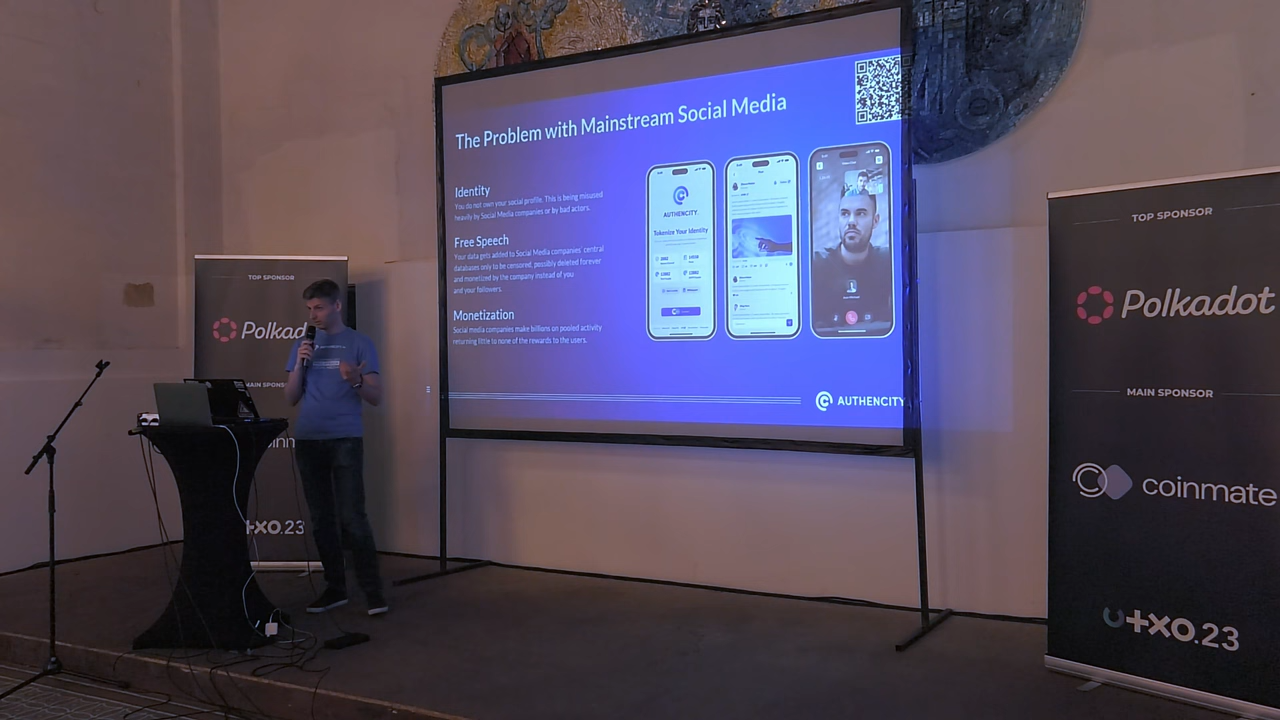 The Problem with Mainstream Social Media
Identity
You do not own your social profile. This is being misused
heavily by Social Media companies or by bad actors.
Free Speech
Your data gets added to Social Media companies' central
databases only to be censored, possibly deleted forever
and monetized by the company instead of you
and your followers.
Monetization
Social media companies make billions on pooled activity
returning little to none of the rewards to the users.
AUTHENCITY
Tokenize Your Identity
AUTHENCITY
TOP SPONSOR
Polkad
MAIN SPONSO
txo.23
TOP SPONSOR
Polkadot
MAIN SPONSOR
coinmate
utxo.23